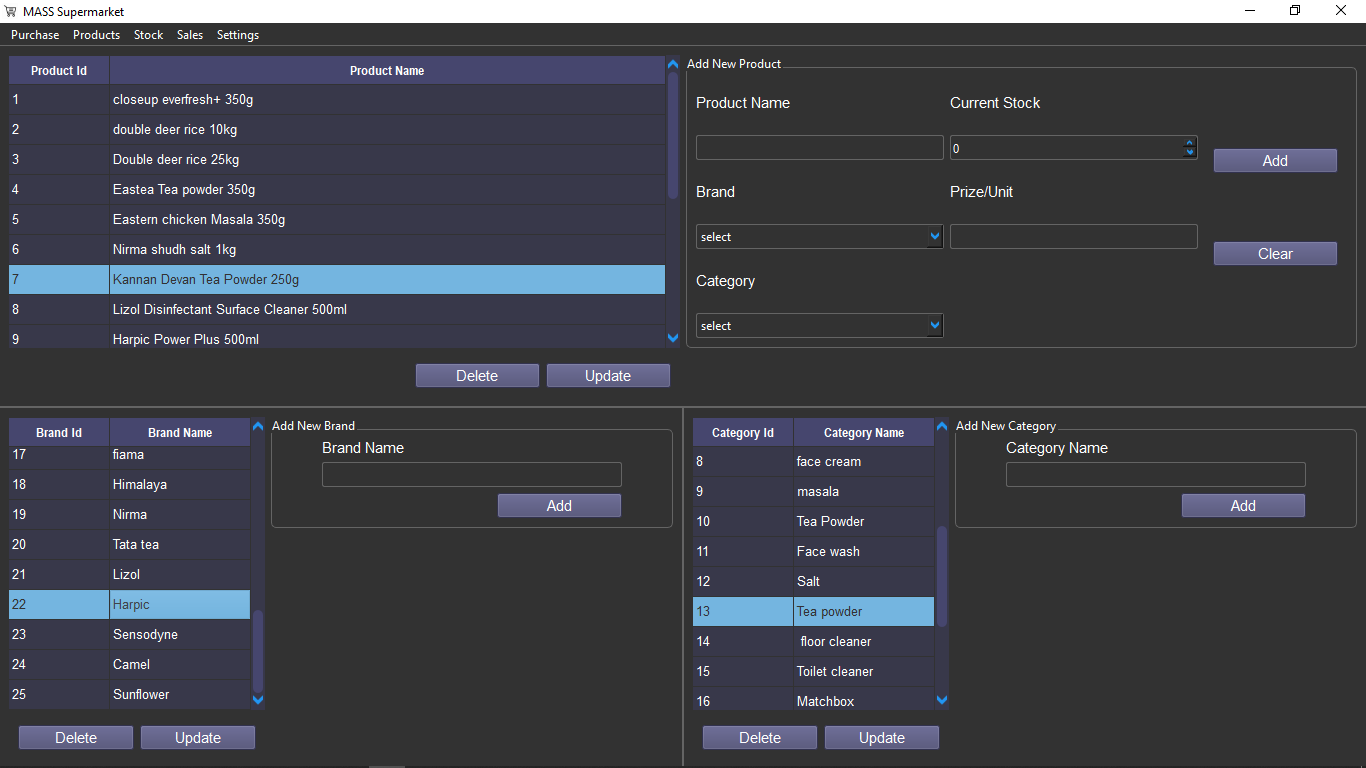 MASS Supermarket
Purchase Products Stock Sales Settings
Product Id Product Name
1 closeup everfresh+ 350g
2 double deer rice 10kg
3 Double deer rice 25kg
4 Eastea Tea powder 350g
5 Eastern chicken Masala 350g
6 Nirma shudh salt 1kg
7 Kannan Devan Tea Powder 250g
8 Lizol Disinfectant Surface Cleaner 500ml
9 Harpic Power Plus 500ml
Delete Update
Add New Product
Product Name Current Stock
0
Add
Brand Prize/Unit
select
Clear
Category
select
Brand Id Brand Name
17 fiama
18 Himalaya
19 Nirma
20 Tata tea
21 Lizol
22 Harpic
23 Sensodyne
24 Camel
25 Sunflower
Delete Update
Add New Brand
Brand Name
Add
Category Id Category Name
8 face cream
9 masala
10 Tea Powder
11 Face wash
12 Salt
13 Tea powder
14 floor cleaner
15 Toilet cleaner
16 Matchbox
Delete Update
Add New Category
Category Name
Add